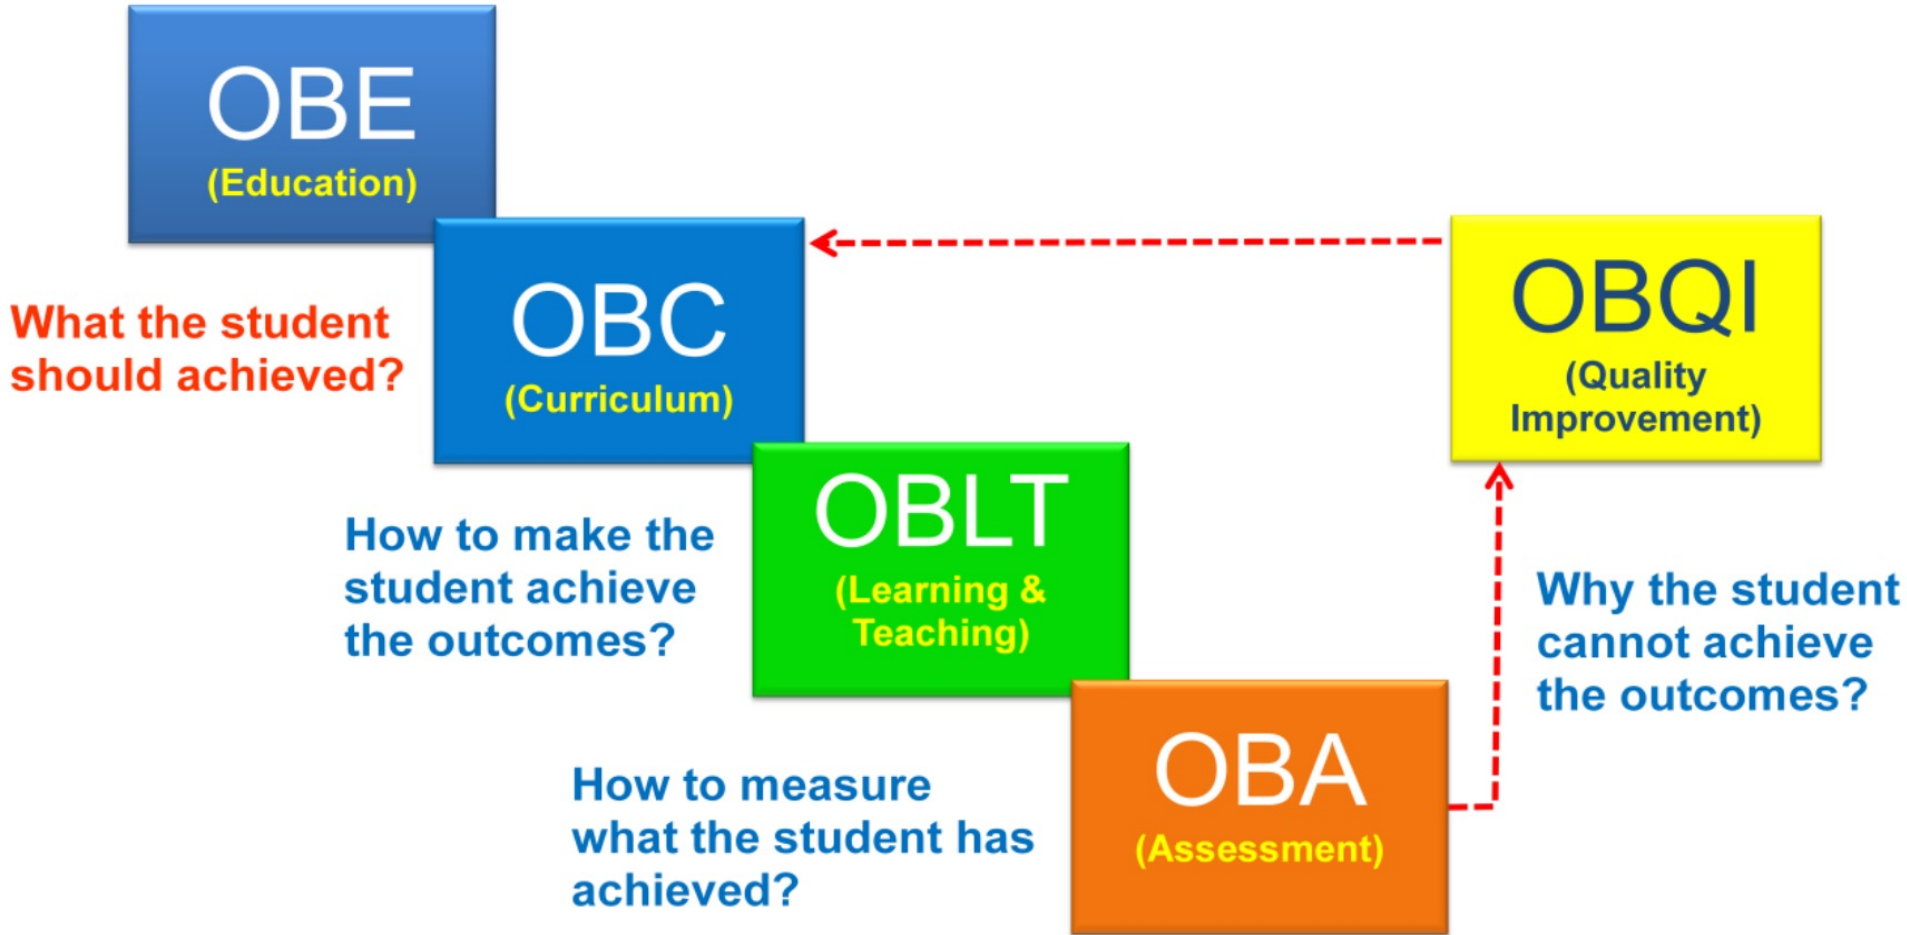 OBE
(Education)
What the student
should achieved?
OBC
(Curriculum)
How to make the
student achieve
the outcomes?
OBLT
(Learning &
Teaching)
How to measure
what the student has
achieved?
OBA
(Assessment)
Why the student
cannot achieve
the outcomes?
OBQI
(Quality
Improvement)